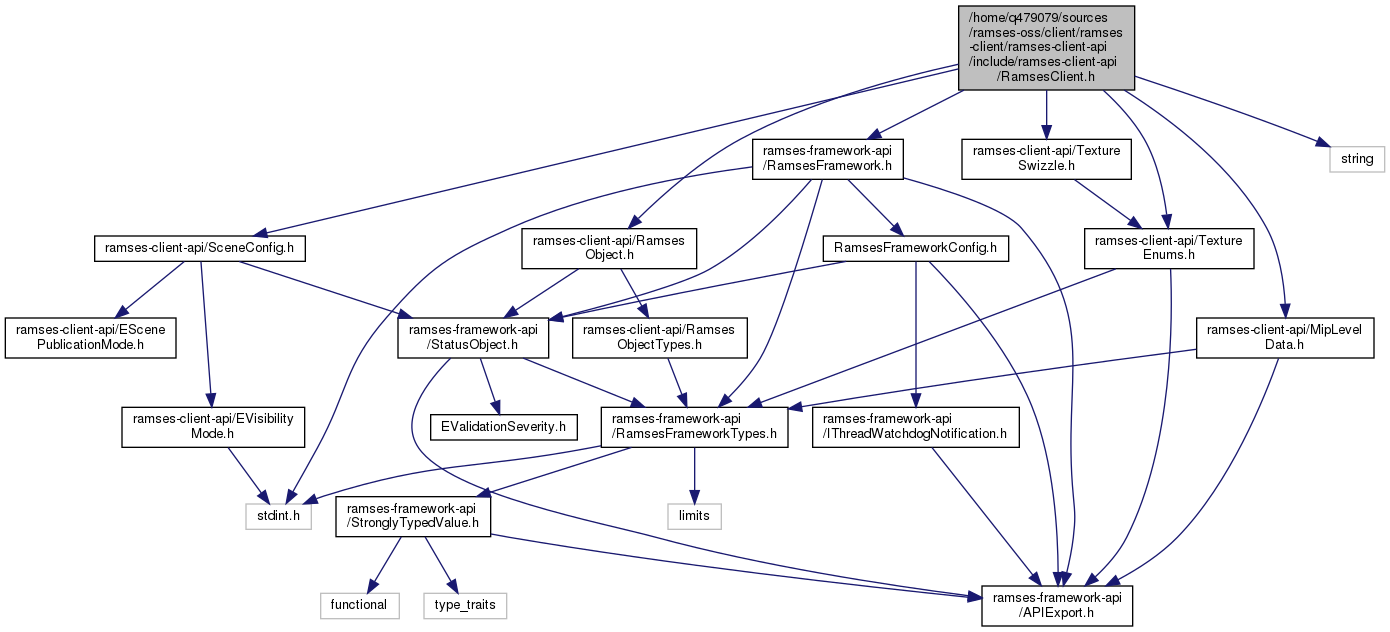 /home/q479079/sources
/ramses-oss/client/ramses
-client/ramses-client-api
/include/ramses-client-api
/RamsesClient.h
ramses-framework-api
/RamsesFramework.h
ramses-client-api/Texture
Swizzle.h
string
ramses-client-api/SceneConfig.h
ramses-client-api/Ramses
Object.h
RamsesFrameworkConfig.h
ramses-client-api/Texture
Enums.h
ramses-client-api/EScene
PublicationMode.h
ramses-framework-api
/StatusObject.h
ramses-client-api/Ramses
ObjectTypes.h
ramses-client-api/MipLevel
Data.h
ramses-client-api/EVisibility
Mode.h
EValidationSeverity.h
ramses-framework-api
/RamsesFrameworkTypes.h
ramses-framework-api
/IThreadWatchdogNotification.h
stdint.h
ramses-framework-api
/StronglyTypedValue.h
limits
functional
type_traits
ramses-framework-api
/APIExport.h